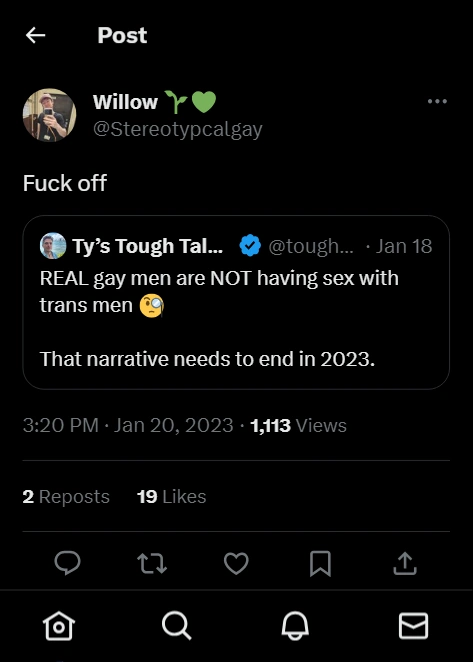 Post
Willow
@Stereotypcalgay
Fuck off
Ty's Tough Tal... @tough... · Jan 18
REAL gay men are NOT having sex with
trans men
That narrative needs to end in 2023.
3:20 PM · Jan 20, 2023 · 1,113 Views
2 Reposts 19 Likes